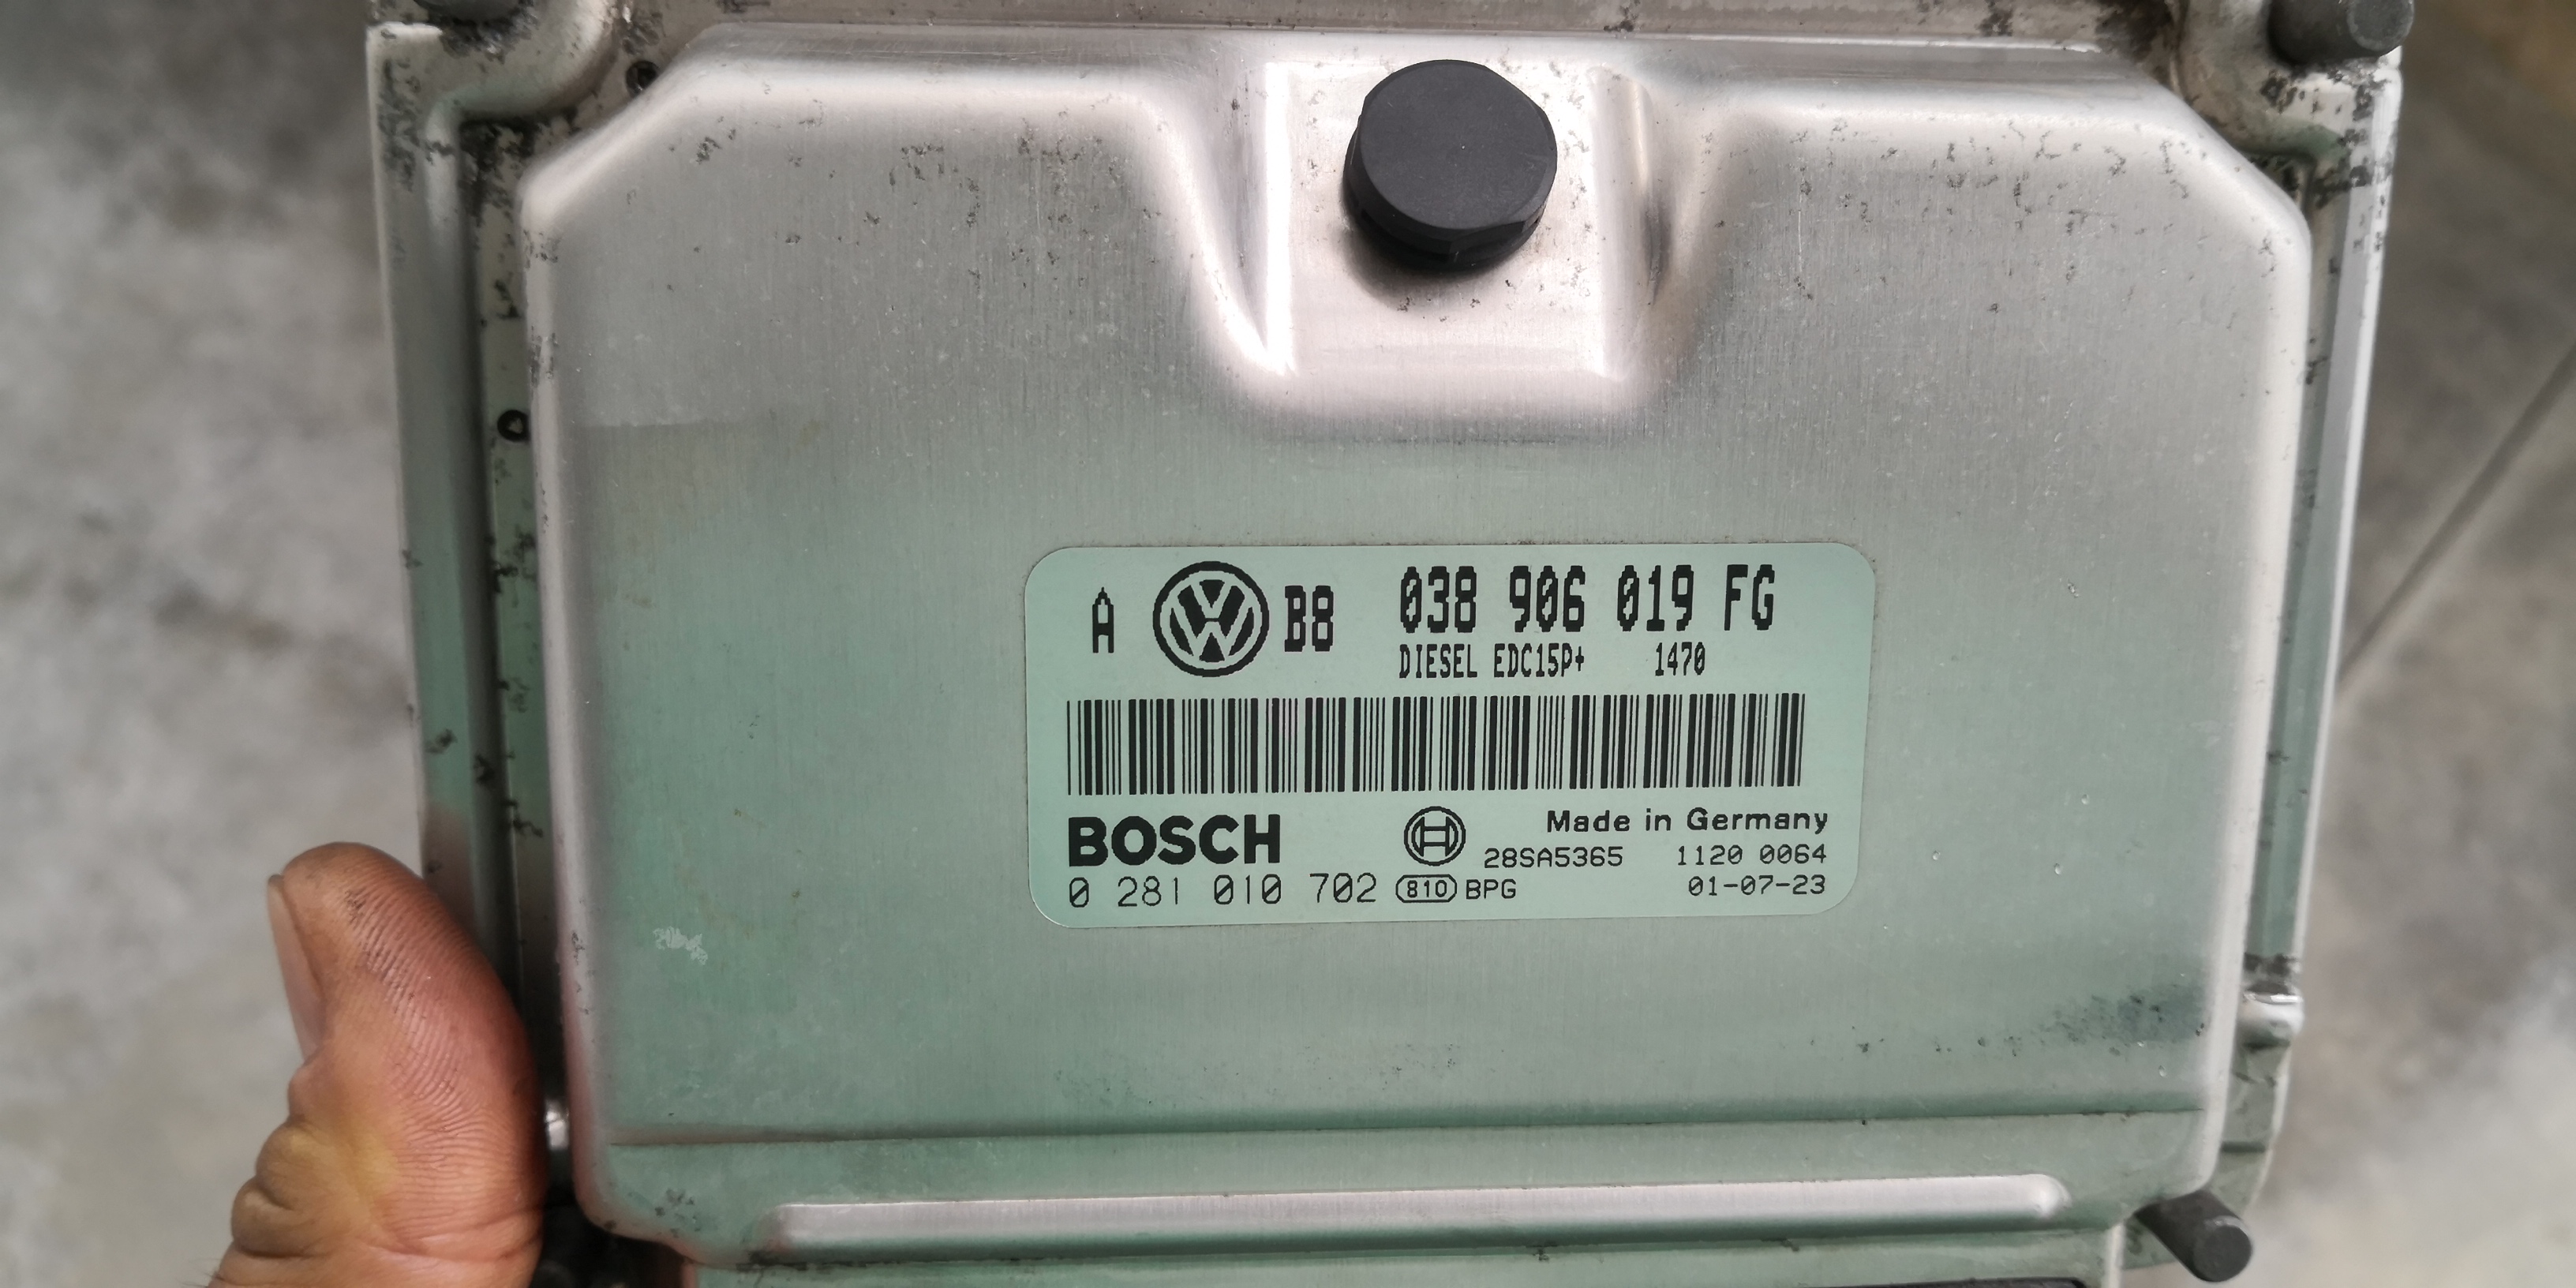 A VW B8 038 906 019 FG
DIESEL EDC15P+ 1470
BOSCH Made in Germany
28SA5365 1120 0064
0 281 010 702 810 BPG 01-07-23